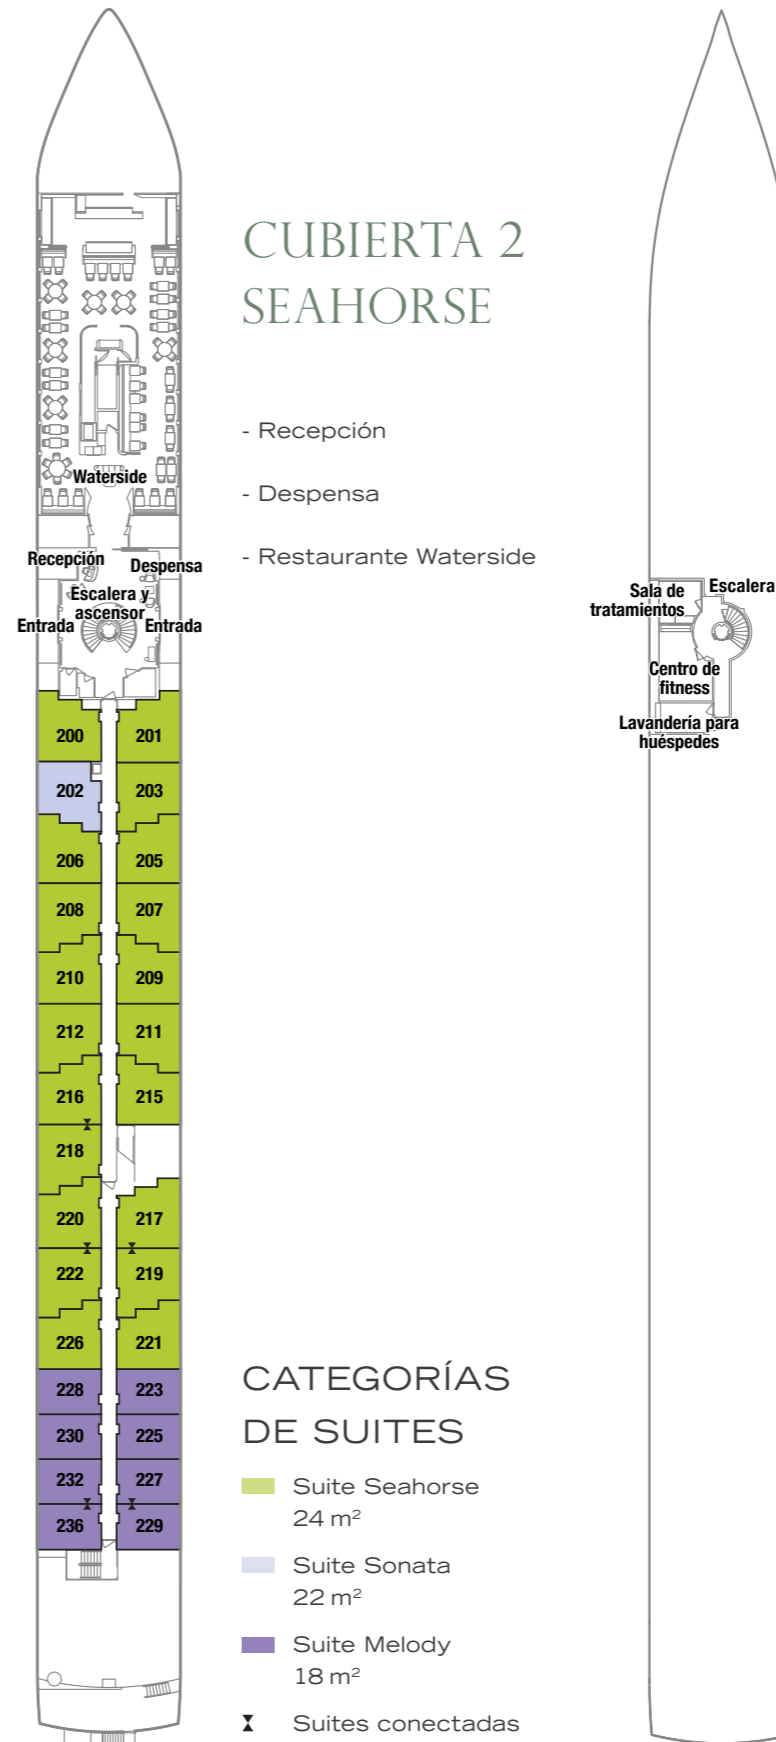 CUBIERTA 2
SEAHORSE
- Recepción
- Despensa
- Restaurante Waterside
Waterside
Recepción
Despensa
Escalera y
ascensor
Entrada
Entrada
200
201
202
203
206
205
208
207
210
209
212
211
216
215
218
220
217
222
219
226
221
228
223
230
225
232
227
236
229
CATEGORÍAS
DE SUITES
Suite Seahorse
24 m²
Suite Sonata
22 m²
Suite Melody
18 m²
Suites conectadas
Sala de
tratamientos
Escalera
Centro de
fitness
Lavandería para
huéspedes